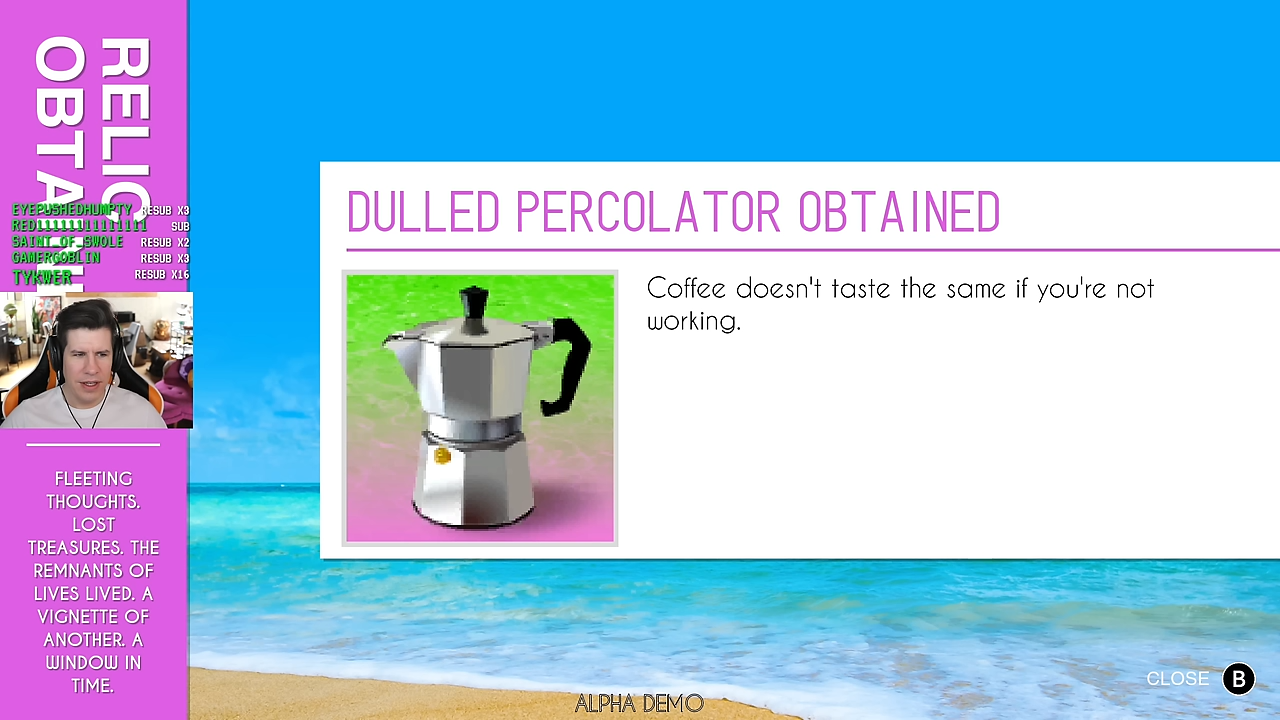 RELIC
OBTAINED
EYEPUSHEDHUMPTY RESUB X3
RED11111111111111 SUB
SAINT_OF_SWOLE RESUB X2
GAMERGOBLIN RESUB X3
TYKWER RESUB X16
FLEETING
THOUGHTS.
LOST
TREASURES. THE
REMNANTS OF
LIVES LIVED. A
VIGNETTE OF
ANOTHER. A
WINDOW IN
TIME.
DULLED PERCOLATOR OBTAINED
Coffee doesn't taste the same if you're not
working.
CLOSE B
ALPHA DEMO